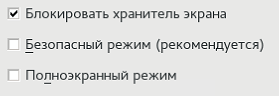 Блокировать хранитель экрана
Безопасный режим (рекомендуется)
Полноэкранный режим